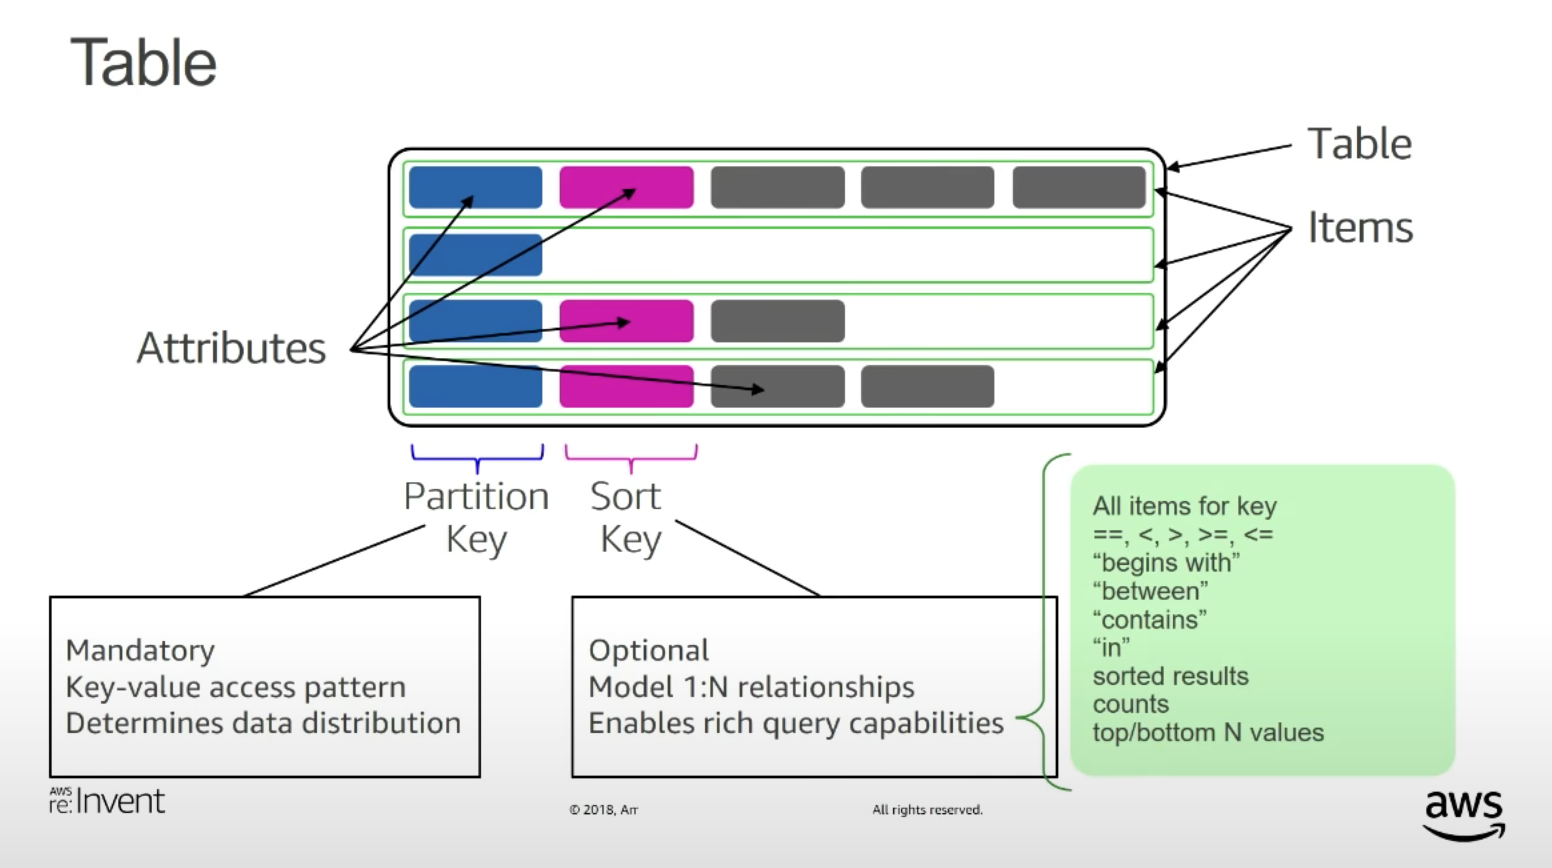 Table
Table
Items
Attributes
Partition
Key
Sort
Key
Mandatory
Key-value access pattern
Determines data distribution
Optional
Model 1:N relationships
Enables rich query capabilities
All items for key
==, <, >, >=, <=
“begins with”
“between”
“contains”
“in”
sorted results
counts
top/bottom N values
AWS
re:Invent
© 2018,
All rights reserved.
aws